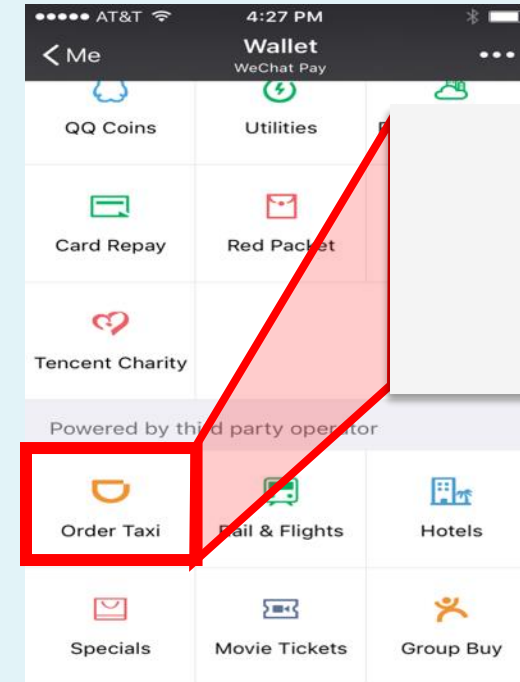 AT&T 4:27 PM
Me Wallet •••
WeChat Pay
QQ Coins Utilities
Card Repay Red Packet
Tencent Charity
Powered by third party operator
Order Taxi Rail & Flights Hotels
Specials Movie Tickets Group Buy